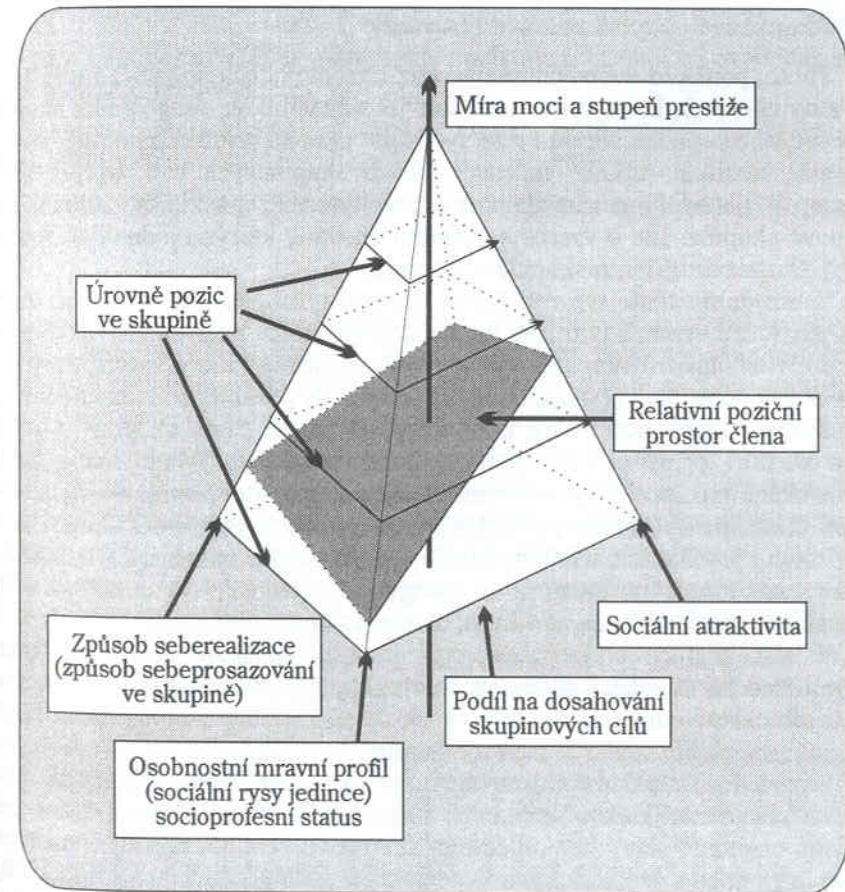 Míra moci a stupeň prestiže
Úrovně pozic
ve skupině
Relativní poziční
prostor člena
Způsob seberealizace
(způsob sebeprosazování
ve skupině)
Sociální atraktivita
Podíl na dosahování
skupinových cílů
Osobnostní mravní profil
(sociální rysy jedince)
socioprofesní status